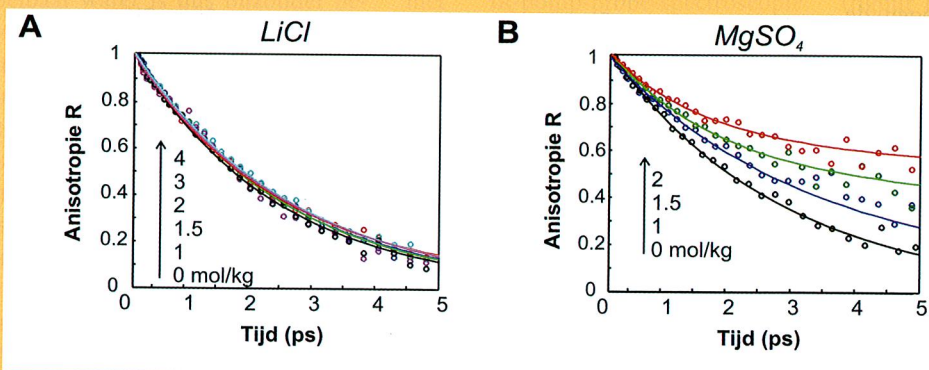 A
LiCl
Anisotropie R
1
0.8
0.6
0.4
0.2
0
4
3
2
1.5
1
0 mol/kg
0 1 2 3 4 5
Tijd (ps)
B
MgSO₄
Anisotropie R
1
0.8
0.6
0.4
0.2
0
2
1.5
1
0 mol/kg
0 1 2 3 4 5
Tijd (ps)